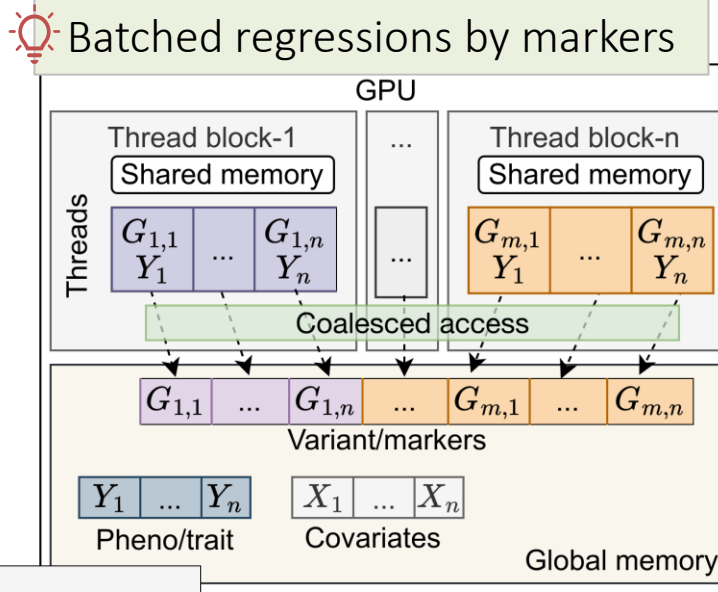 Batched regressions by markers
GPU
Thread block-1
...
Thread block-n
Shared memory
Shared memory
Threads
G1,1 ... G1,n
Y1 Yn
...
Gm,1 ... Gm,n
Y1 Yn
Coalesced access
G1,1 ... G1,n ... Gm,1 ... Gm,n
Variant/markers
Y1 ... Yn
X1 ... Xn
Pheno/trait
Covariates
Global memory